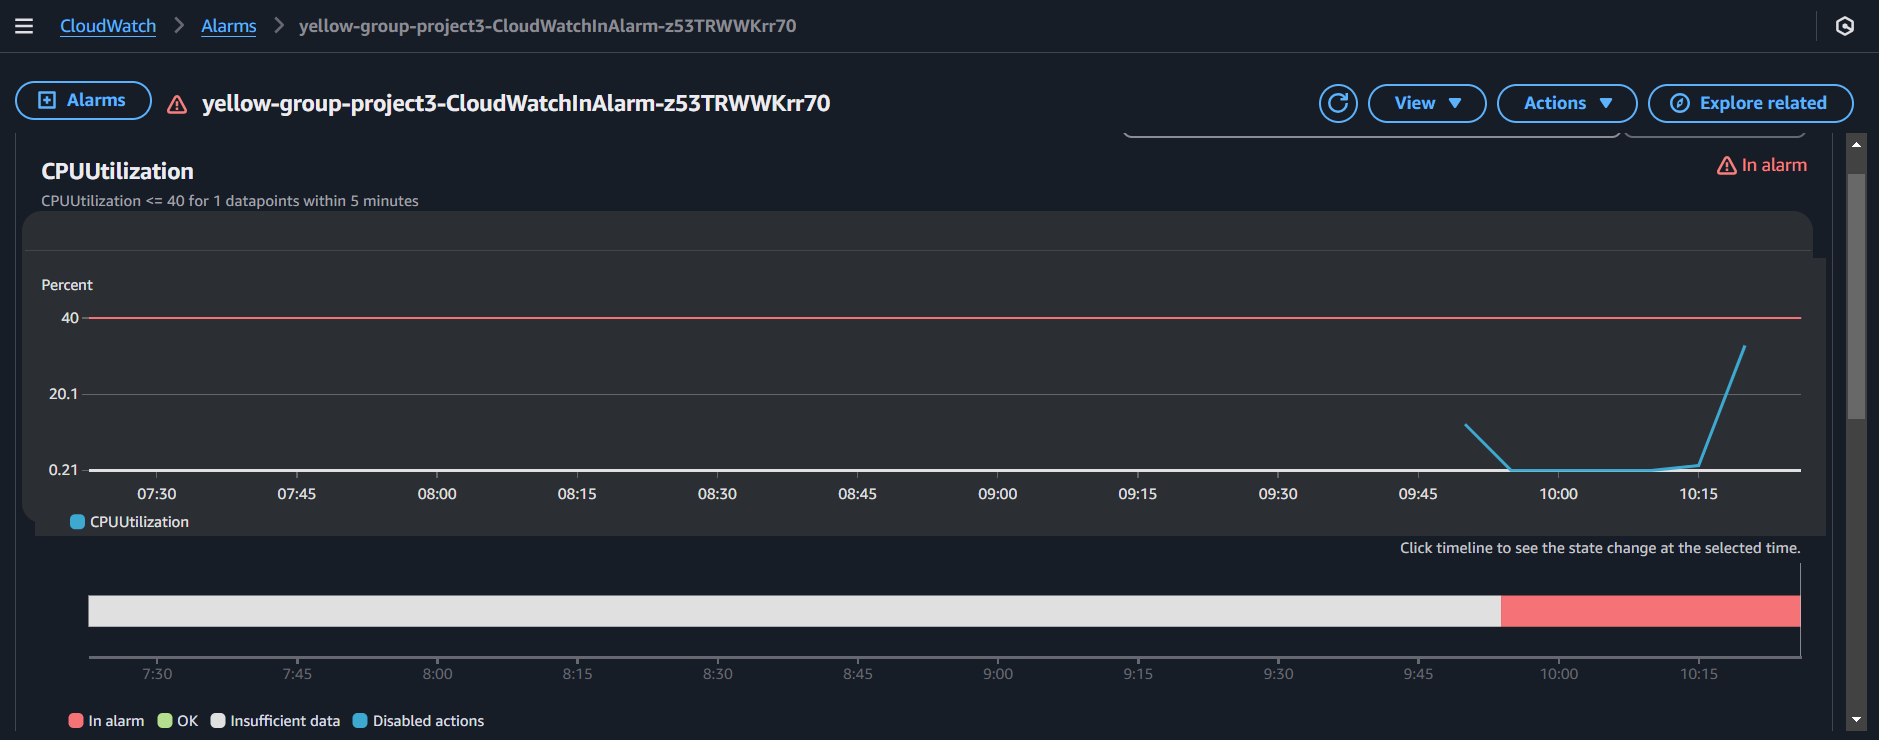 CloudWatch > Alarms > yellow-group-project3-CloudWatchInAlarm-z53TRWWKrr70
Alarms yellow-group-project3-CloudWatchInAlarm-z53TRWWKrr70 View Actions Explore related
CPUUtilization In alarm
CPUUtilization <= 40 for 1 datapoints within 5 minutes
Percent
40
20.1
0.21
07:30 07:45 08:00 08:15 08:30 08:45 09:00 09:15 09:30 09:45 10:00 10:15
CPUUtilization
Click timeline to see the state change at the selected time.
7:30 7:45 8:00 8:15 8:30 8:45 9:00 9:15 9:30 9:45 10:00 10:15
In alarm OK Insufficient data Disabled actions